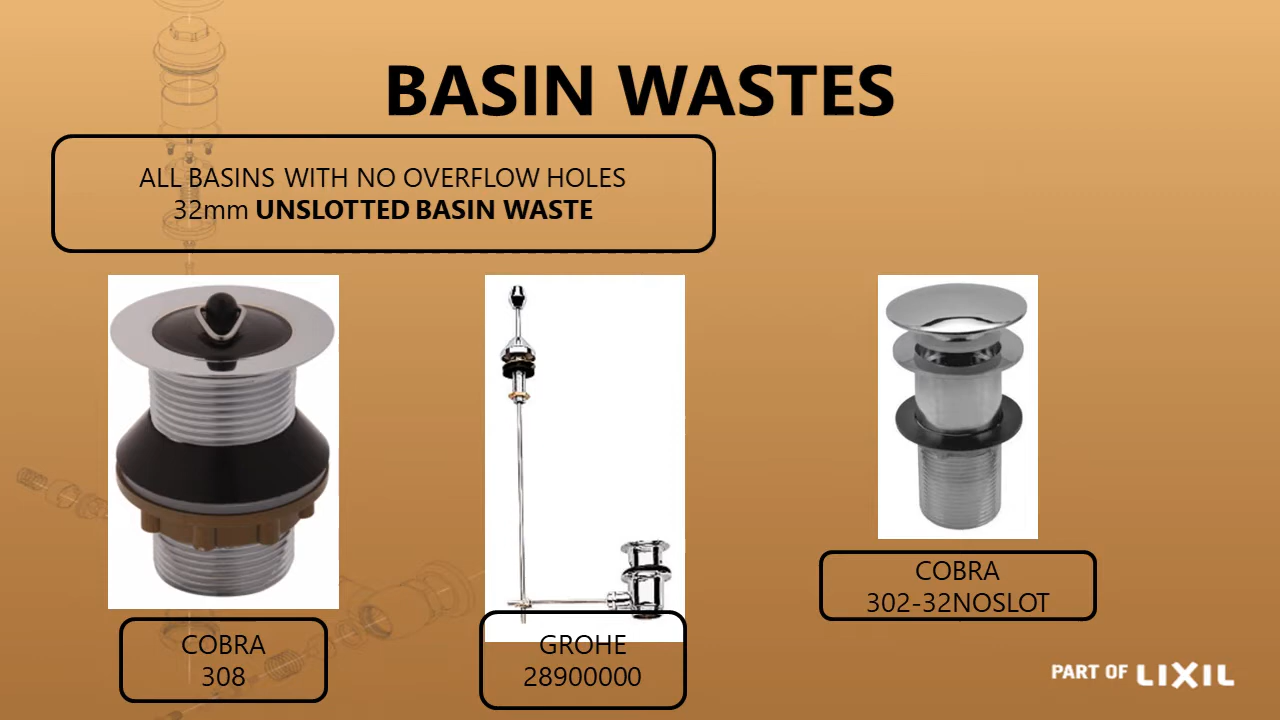 BASIN WASTES
ALL BASINS WITH NO OVERFLOW HOLES
32mm UNSLOTTED BASIN WASTE
COBRA
308
GROHE
28900000
COBRA
302-32NOSLOT
PART OF LIXIL